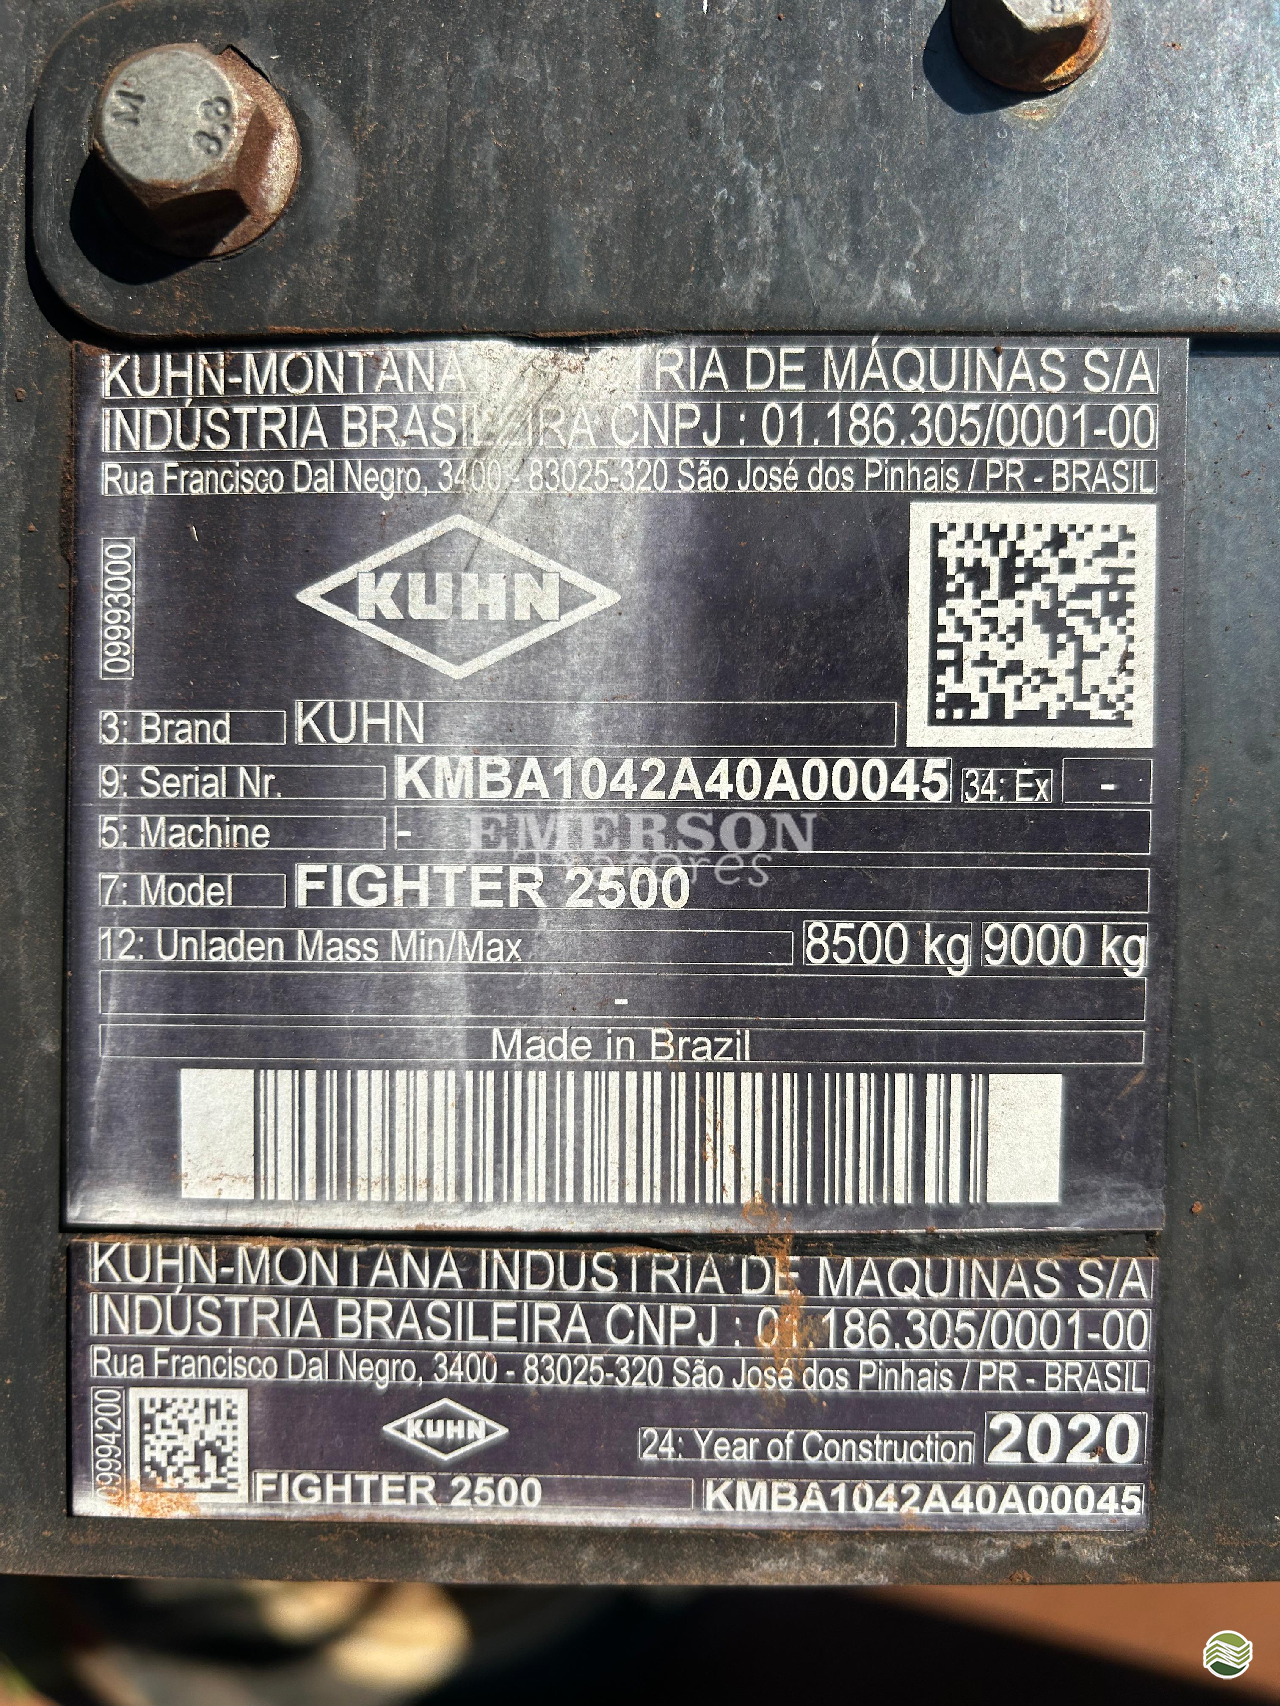 M 8.8
KUHN-MONTANA RIA DE MÁQUINAS S/A
INDÚSTRIA BRASILEIRA CNPJ : 01.186.305/0001-00
Rua Francisco Dal Negro, 3400 - 83025-320 São José dos Pinhais / PR - BRASIL
09993000
KUHN
3: Brand KUHN
9: Serial Nr. KMBA1042A40A00045 34: Ex -
5: Machine -
EMERSON
7: Model FIGHTER 2500
12: Unladen Mass Min/Max 8500 kg 9000 kg
-
Made in Brazil
KUHN-MONTANA INDUSTRIA DE MAQUINAS S/A
INDÚSTRIA BRASILEIRA CNPJ : 01.186.305/0001-00
Rua Francisco Dal Negro, 3400 - 83025-320 São José dos Pinhais / PR - BRASIL
09994200
KUHN
24: Year of Construction 2020
FIGHTER 2500 KMBA1042A40A00045